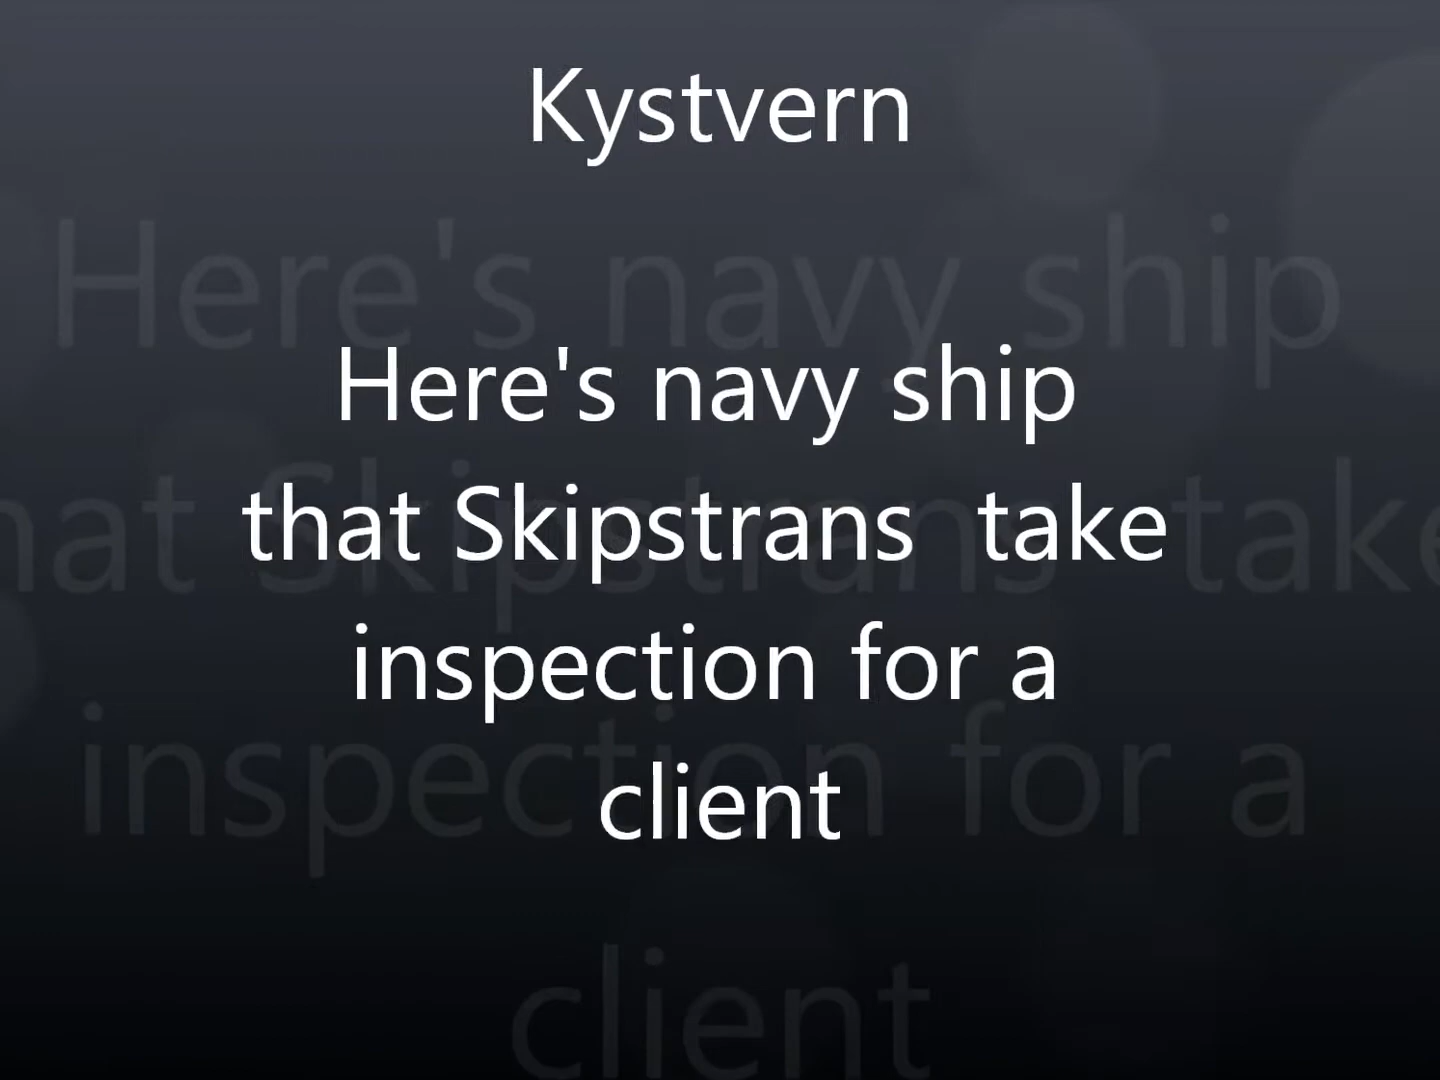 Kystvern
Here's navy ship
that Skipstrans  take
inspection for a
client